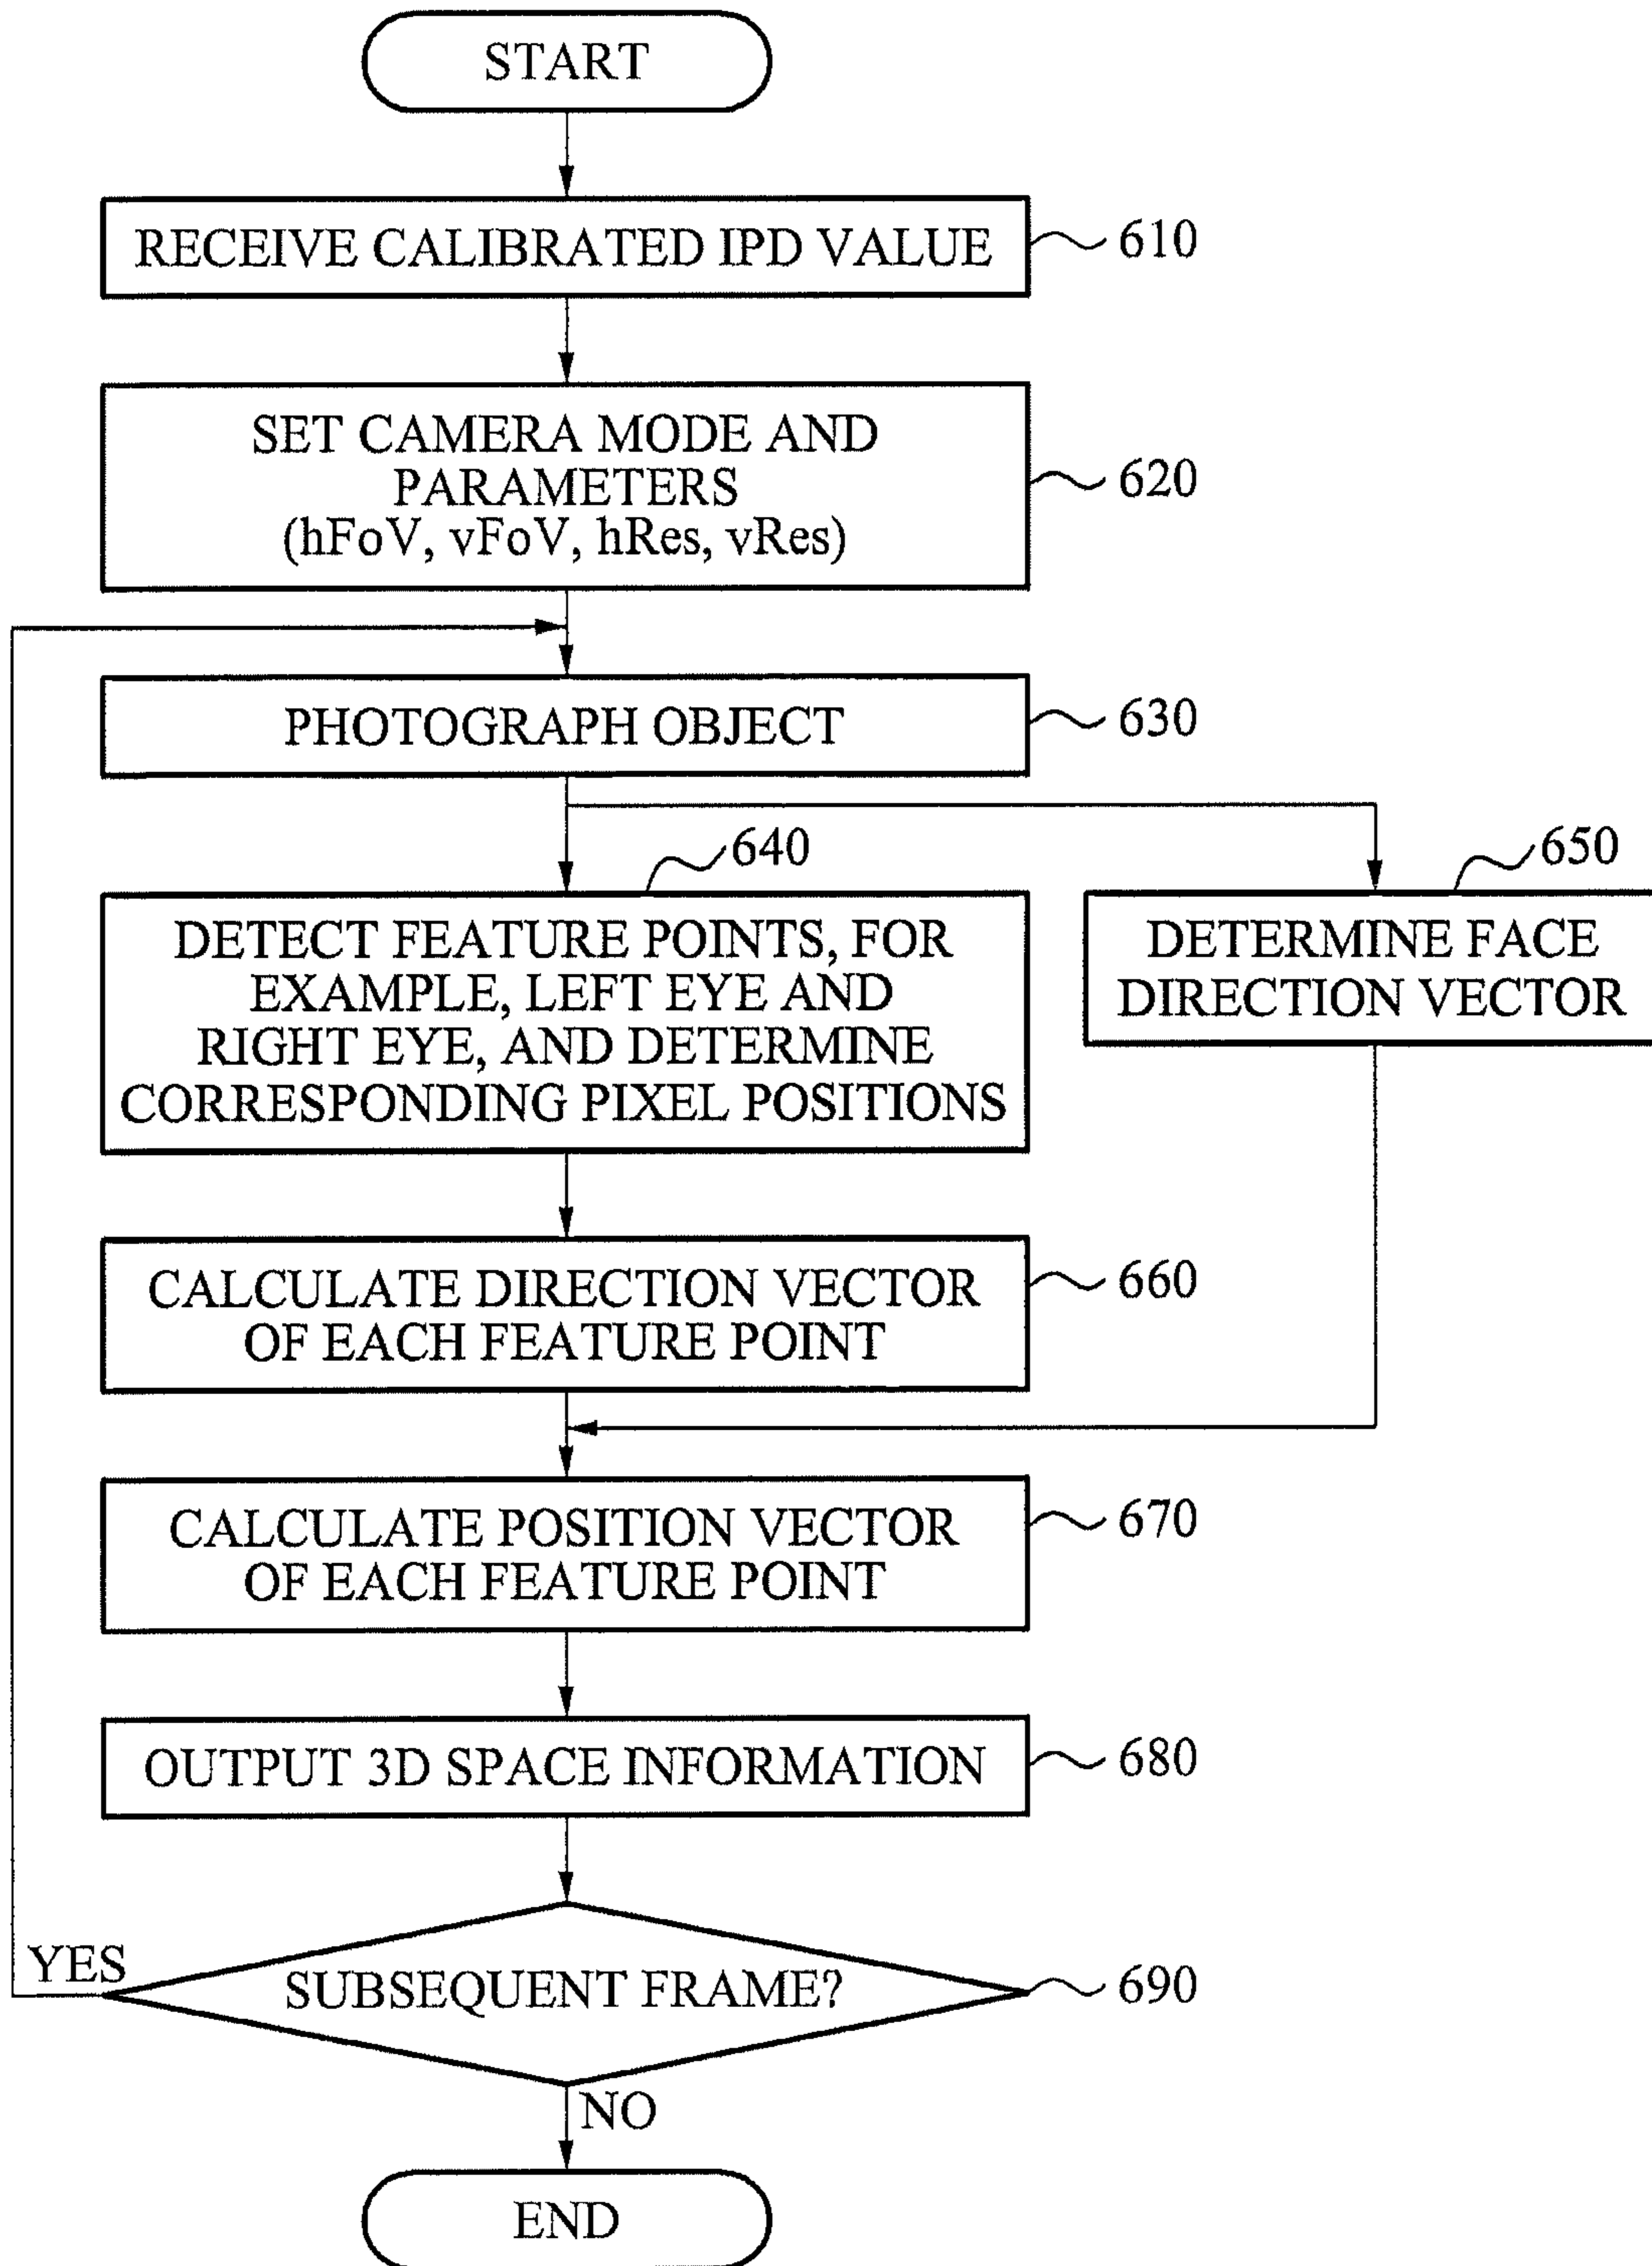 START
RECEIVE CALIBRATED IPD VALUE
610
SET CAMERA MODE AND
PARAMETERS
(hFoV, vFoV, hRes, vRes)
620
PHOTOGRAPH OBJECT
630
640
DETECT FEATURE POINTS, FOR
EXAMPLE, LEFT EYE AND
RIGHT EYE, AND DETERMINE
CORRESPONDING PIXEL POSITIONS
650
DETERMINE FACE
DIRECTION VECTOR
CALCULATE DIRECTION VECTOR
OF EACH FEATURE POINT
660
CALCULATE POSITION VECTOR
OF EACH FEATURE POINT
670
OUTPUT 3D SPACE INFORMATION
680
YES
SUBSEQUENT FRAME?
690
NO
END